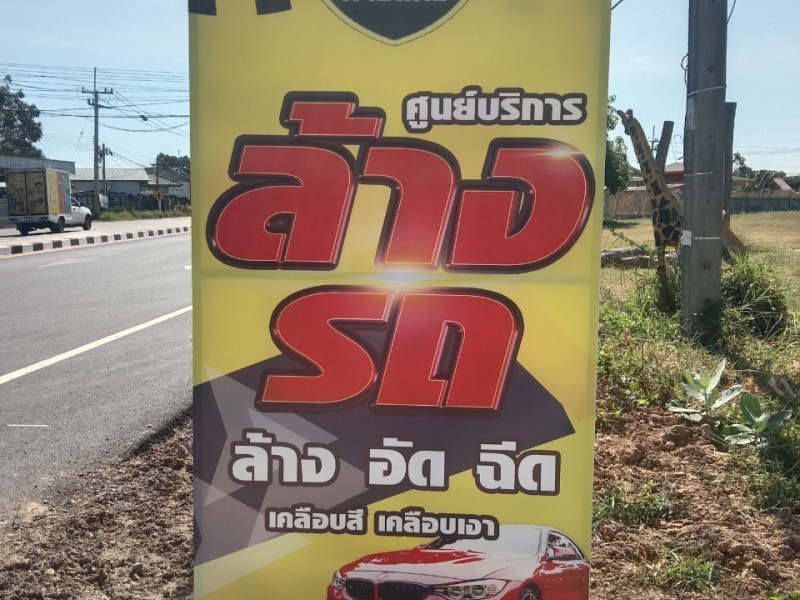 ศูนย์บริการ
ล้าง
รถ
ล้าง อัด ฉีด
เคลือบสี เคลือบเงา